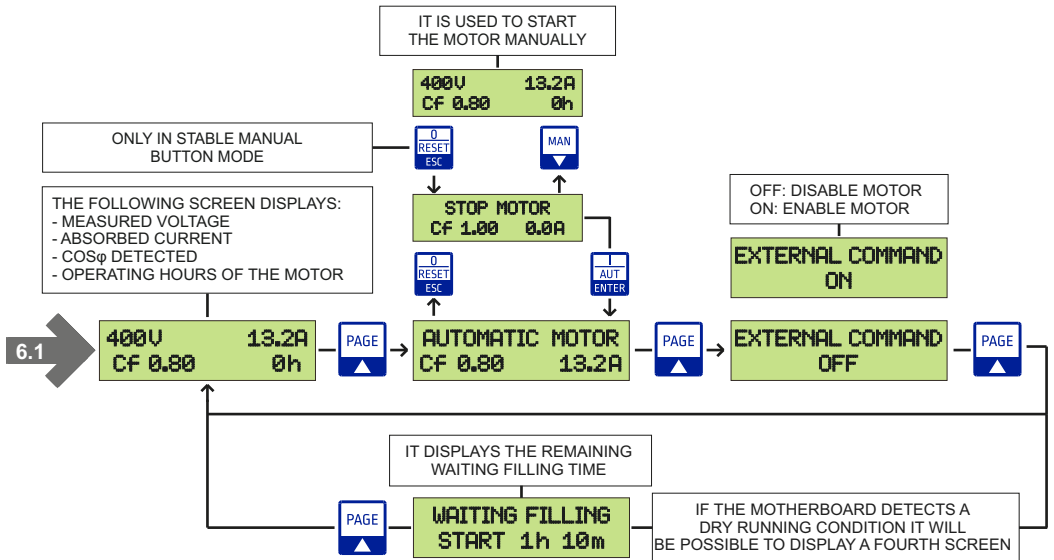 IT IS USED TO START
THE MOTOR MANUALLY
400V 13.2A
Cf 0.80 0h
ONLY IN STABLE MANUAL
BUTTON MODE
0
RESET
ESC
MAN
THE FOLLOWING SCREEN DISPLAYS:
- MEASURED VOLTAGE
- ABSORBED CURRENT
- COSφ DETECTED
- OPERATING HOURS OF THE MOTOR
STOP MOTOR
Cf 1.00 0.0A
OFF: DISABLE MOTOR
ON: ENABLE MOTOR
EXTERNAL COMMAND
ON
0
RESET
ESC
I
AUT
ENTER
6.1
400V 13.2A
Cf 0.80 0h
PAGE
AUTOMATIC MOTOR
Cf 0.80 13.2A
PAGE
EXTERNAL COMMAND
OFF
PAGE
IT DISPLAYS THE REMAINING
WAITING FILLING TIME
PAGE
WAITING FILLING
START 1h 10m
IF THE MOTHERBOARD DETECTS A
DRY RUNNING CONDITION IT WILL
BE POSSIBLE TO DISPLAY A FOURTH SCREEN